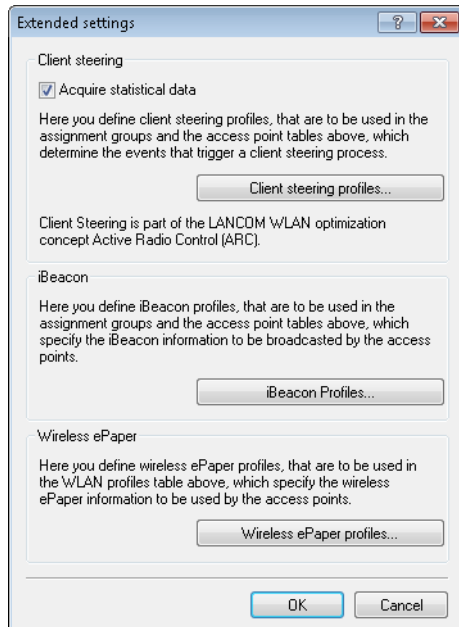 Extended settings
Client steering
Acquire statistical data
Here you define client steering profiles, that are to be used in the
assignment groups and the access point tables above, which
determine the events that trigger a client steering process.
Client steering profiles...
Client Steering is part of the LANCOM WLAN optimization
concept Active Radio Control (ARC).
iBeacon
Here you define iBeacon profiles, that are to be used in the
assignment groups and the access point tables above, which
specify the iBeacon information to be broadcasted by the access
points.
iBeacon Profiles...
Wireless ePaper
Here you define wireless ePaper profiles, that are to be used in
the WLAN profiles table above, which specify the wireless
ePaper information to be used by the access points.
Wireless ePaper profiles...
OK Cancel